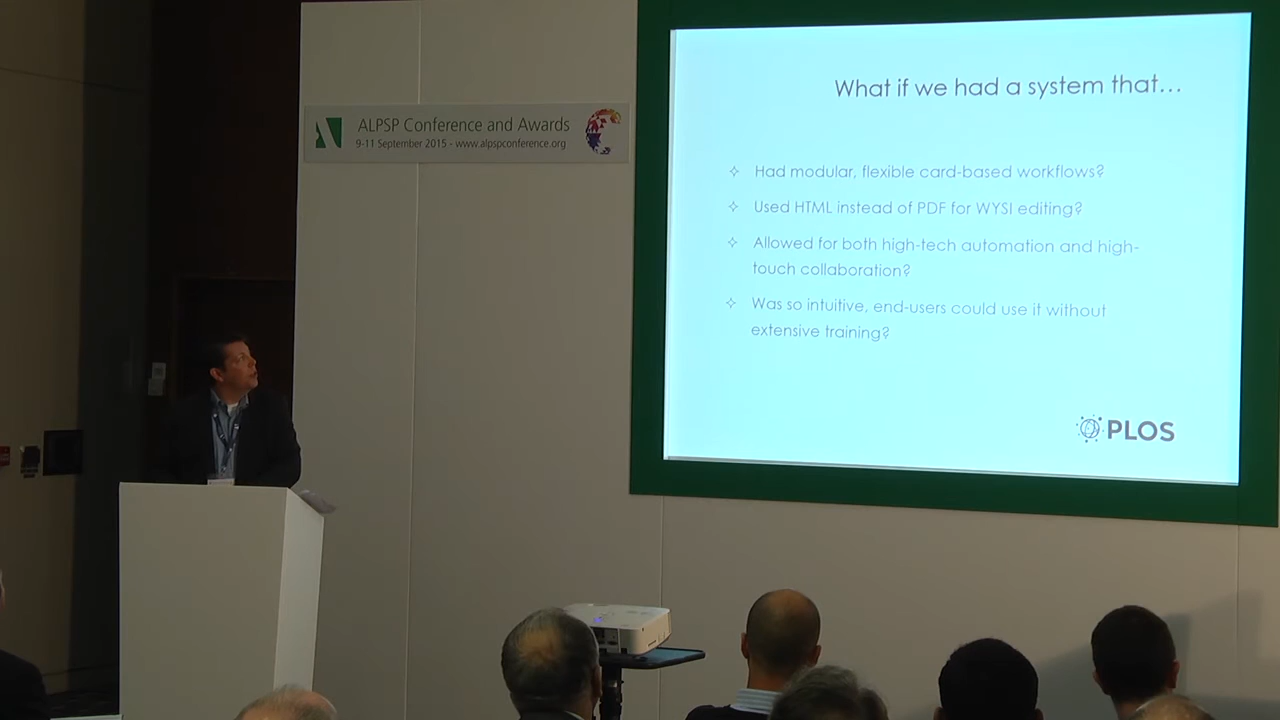 ALPSP Conference and Awards
9-11 September 2015 - www.alpspconference.org
What if we had a system that...
Had modular, flexible card-based workflows?
Used HTML instead of PDF for WYSI editing?
Allowed for both high-tech automation and high-
touch collaboration?
Was so intuitive, end-users could use it without
extensive training?
PLOS